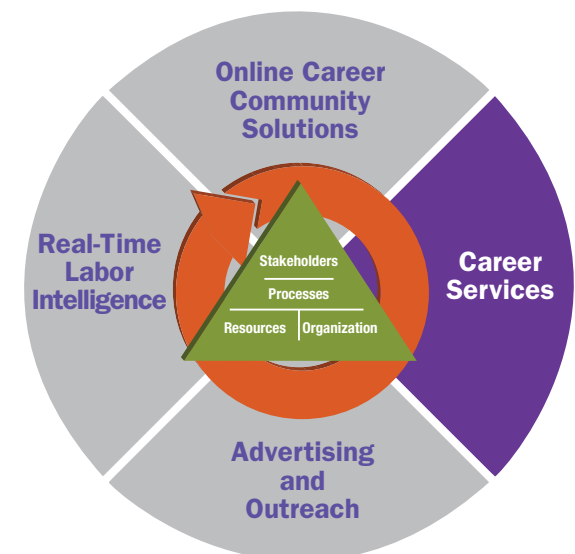 Online Career
Community
Solutions
Real-Time
Labor
Intelligence
Stakeholders
Processes
Resources Organization
Career
Services
Advertising
and
Outreach